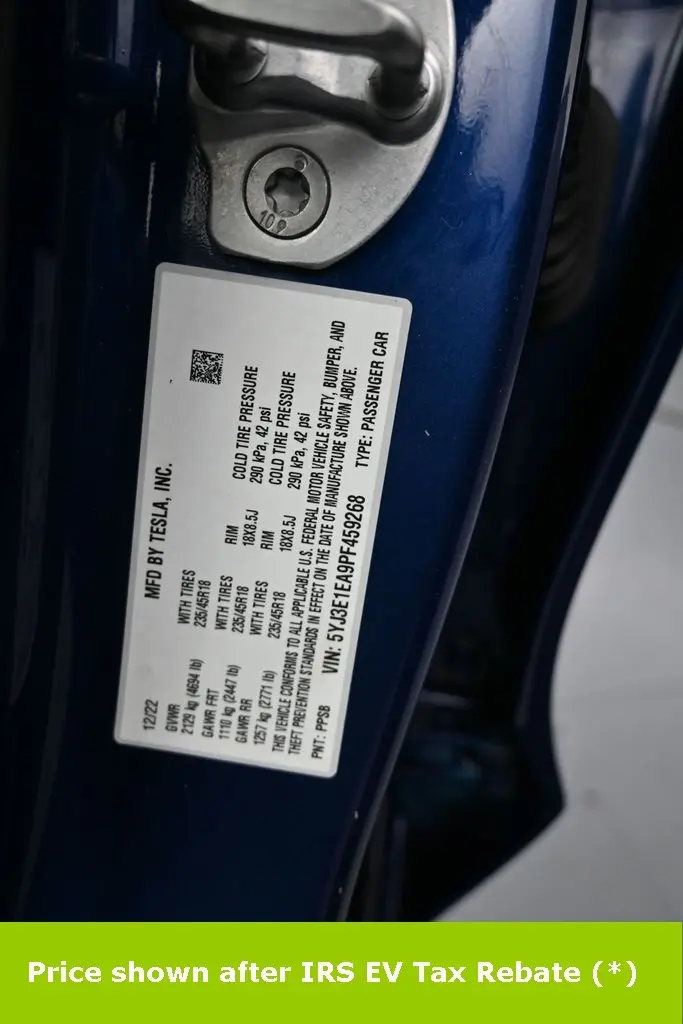 109
12/22
MFD BY TESLA, INC.
GVWR
2129 kg (4694 lb)
WITH TIRES
235/45R18
RIM
18X8.5J
COLD TIRE PRESSURE
290 kPa, 42 psi
GAWR FRT
1110 kg (2447 lb)
WITH TIRES
235/45R18
RIM
18X8.5J
COLD TIRE PRESSURE
290 kPa, 42 psi
GAWR RR
1257 kg (2771 lb)
WITH TIRES
235/45R18
THIS VEHICLE CONFORMS TO ALL APPLICABLE U.S. FEDERAL MOTOR VEHICLE SAFETY, BUMPER, AND
THEFT PREVENTION STANDARDS IN EFFECT ON THE DATE OF MANUFACTURE SHOWN ABOVE.
PNT: PPSB
VIN: 5YJ3E1EA9PF459268
TYPE: PASSENGER CAR
Price shown after IRS EV Tax Rebate (*)